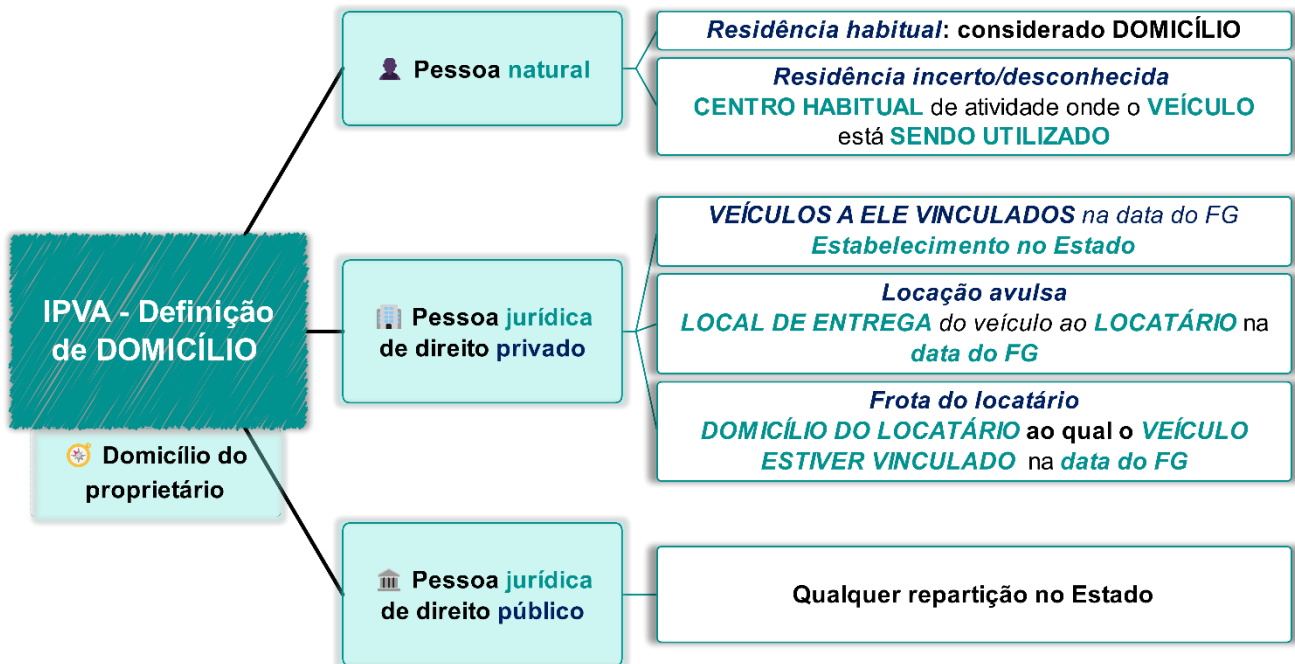 IPVA - Definição
de DOMICÍLIO
Domicílio do
proprietário
Pessoa natural
Residência habitual: considerado DOMICÍLIO
Residência incerto/desconhecida
CENTRO HABITUAL de atividade onde o VEÍCULO
está SENDO UTILIZADO
Pessoa jurídica
de direito privado
VEÍCULOS A ELE VINCULADOS na data do FG
Estabelecimento no Estado
Locação avulsa
LOCAL DE ENTREGA do veículo ao LOCATÁRIO na
data do FG
Frota do locatário
DOMICÍLIO DO LOCATÁRIO ao qual o VEÍCULO
ESTIVER VINCULADO na data do FG
Pessoa jurídica
de direito público
Qualquer repartição no Estado